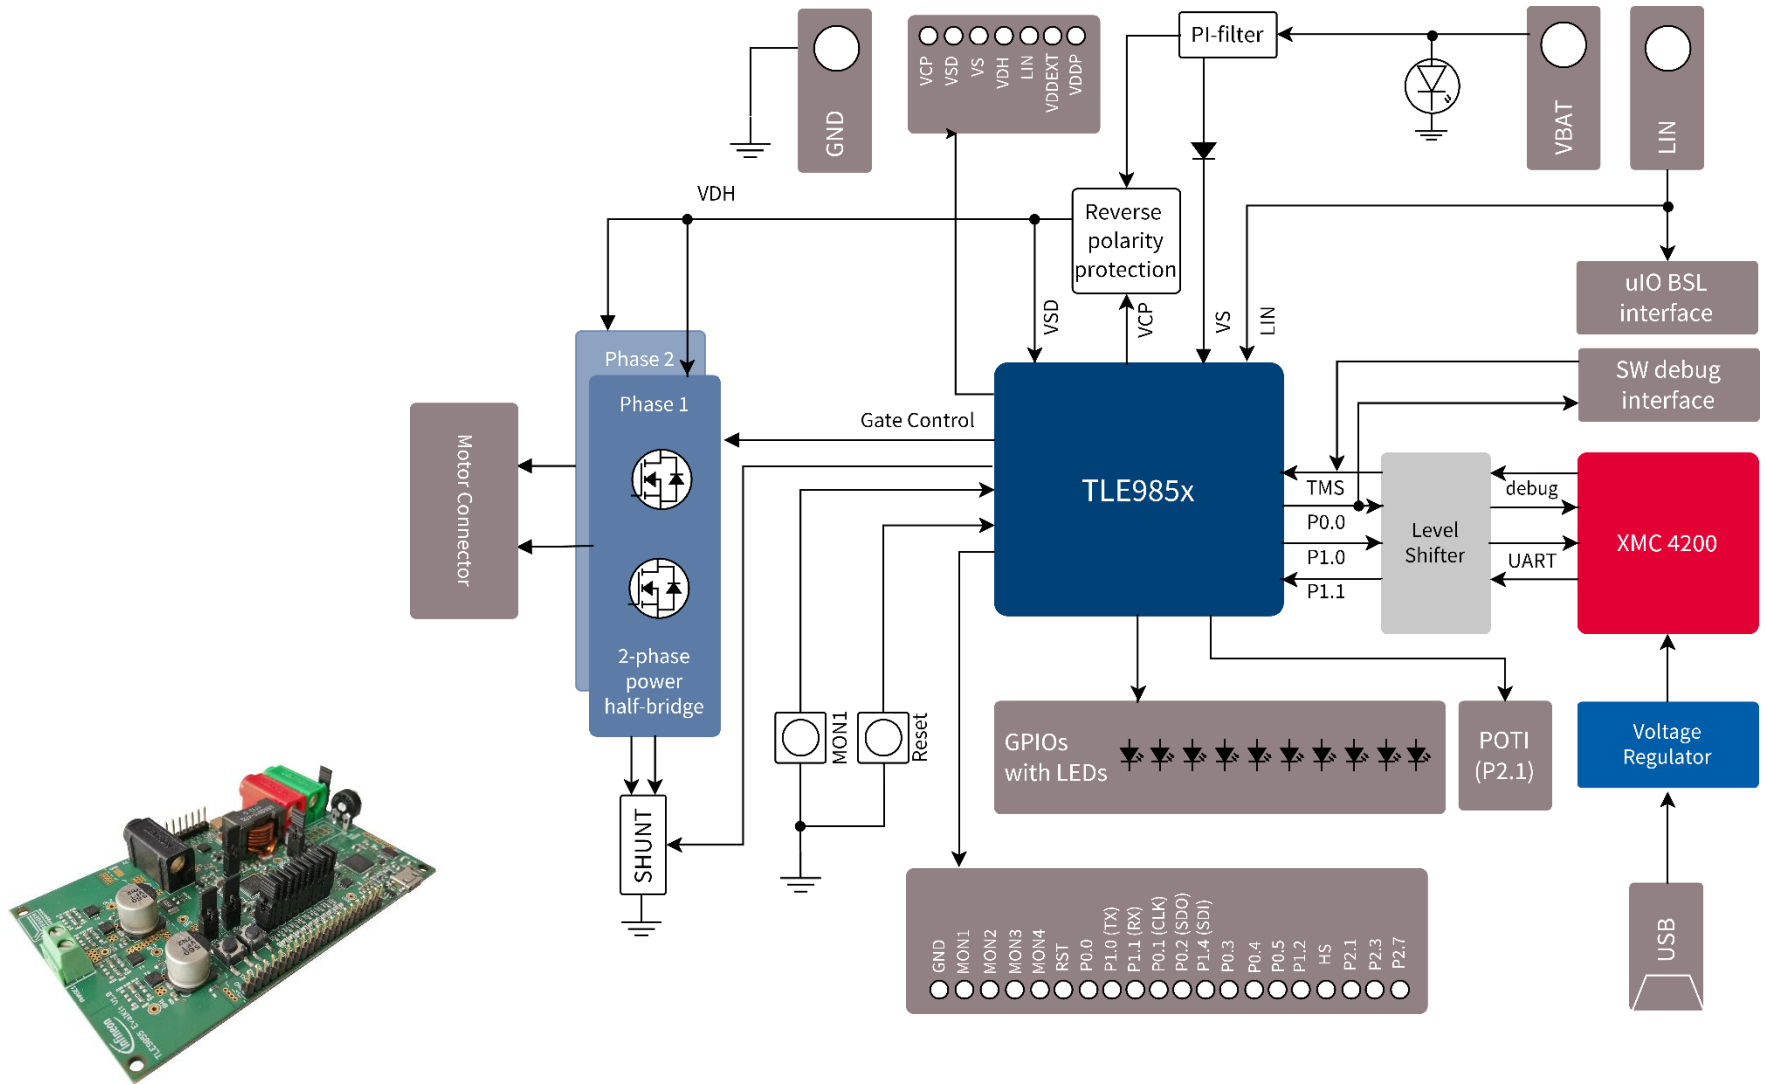 GND
VCP
VSD
VS
VDH
LIN
VDDEXT
VDDP
PI-filter
VBAT
LIN
VDH
Reverse
polarity
protection
VSD
VCP
VS
LIN
uIO BSL
interface
SW debug
interface
Phase 2
Phase 1
2-phase
power
half-bridge
Motor Connector
Gate Control
TLE985x
TMS
P0.0
P1.0
P1.1
Level
Shifter
debug
UART
XMC 4200
MON1
Reset
SHUNT
GPIOs
with LEDs
POTI
(P2.1)
Voltage
Regulator
USB
GND
MON1
MON2
MON3
MON4
RST
P0.0
P1.0 (TX)
P1.1 (RX)
P0.1 (CLK)
P0.2 (SDO)
P1.4 (SDI)
P0.3
P0.4
P0.5
P1.2
HS
P2.1
P2.3
P2.7
infineon
TLE9855 EvalKit V1.0